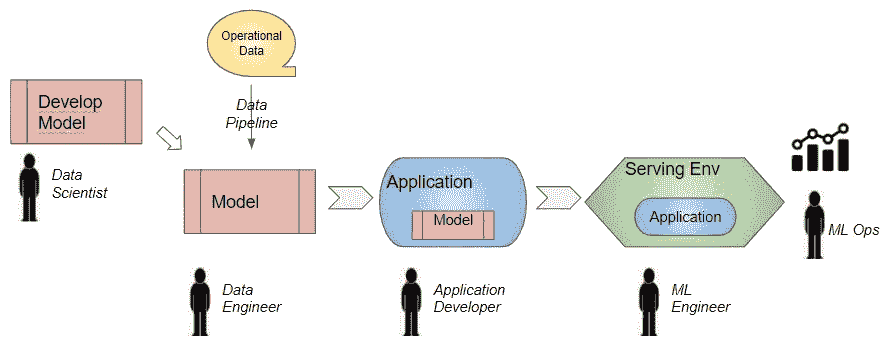 Operational
Data
Develop
Model
Data
Pipeline
Data
Scientist
Model
Application
Model
Serving Env
Application
ML Ops
Data
Engineer
Application
Developer
ML
Engineer